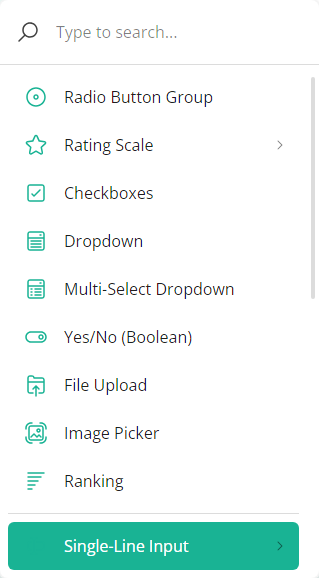 Type to search...
Radio Button Group
Rating Scale
Checkboxes
Dropdown
Multi-Select Dropdown
Yes/No (Boolean)
File Upload
Image Picker
Ranking
Single-Line Input